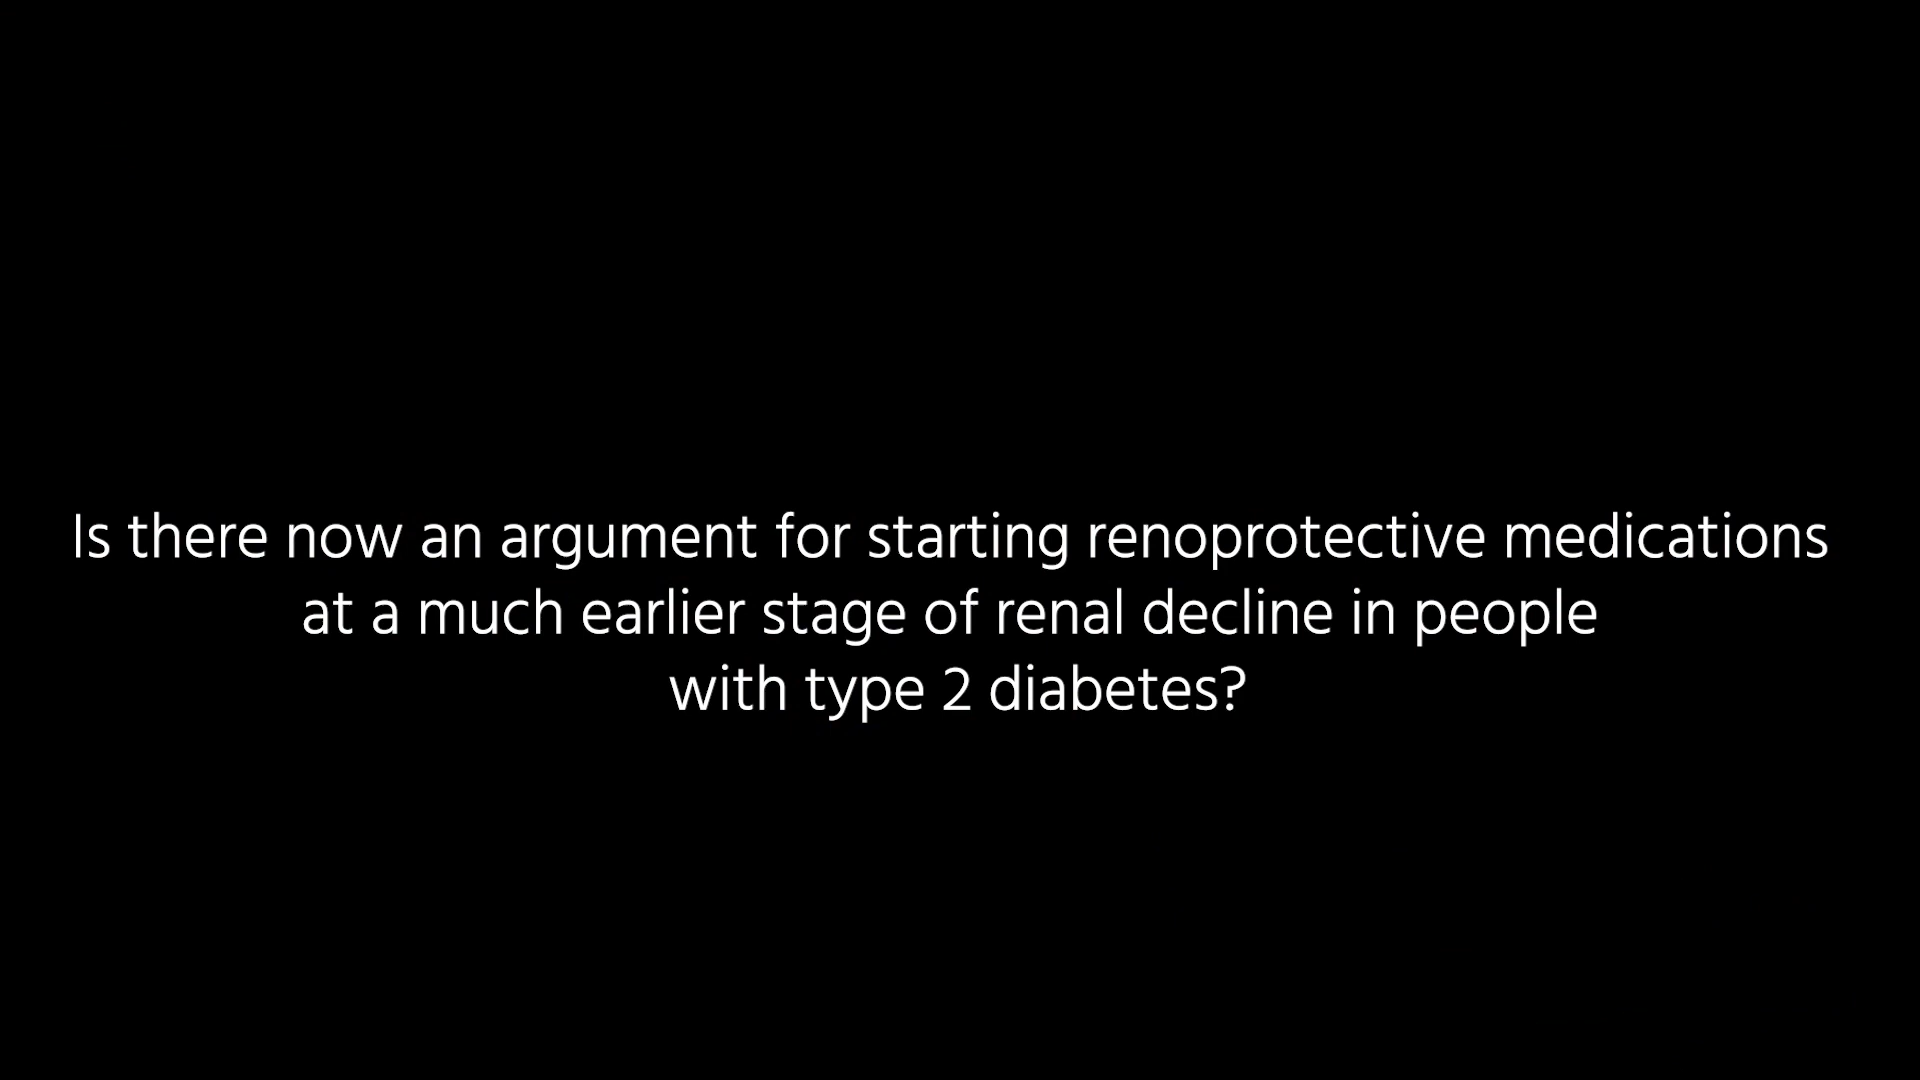 Is there now an argument for starting renoprotective medications
at a much earlier stage of renal decline in people
with type 2 diabetes?